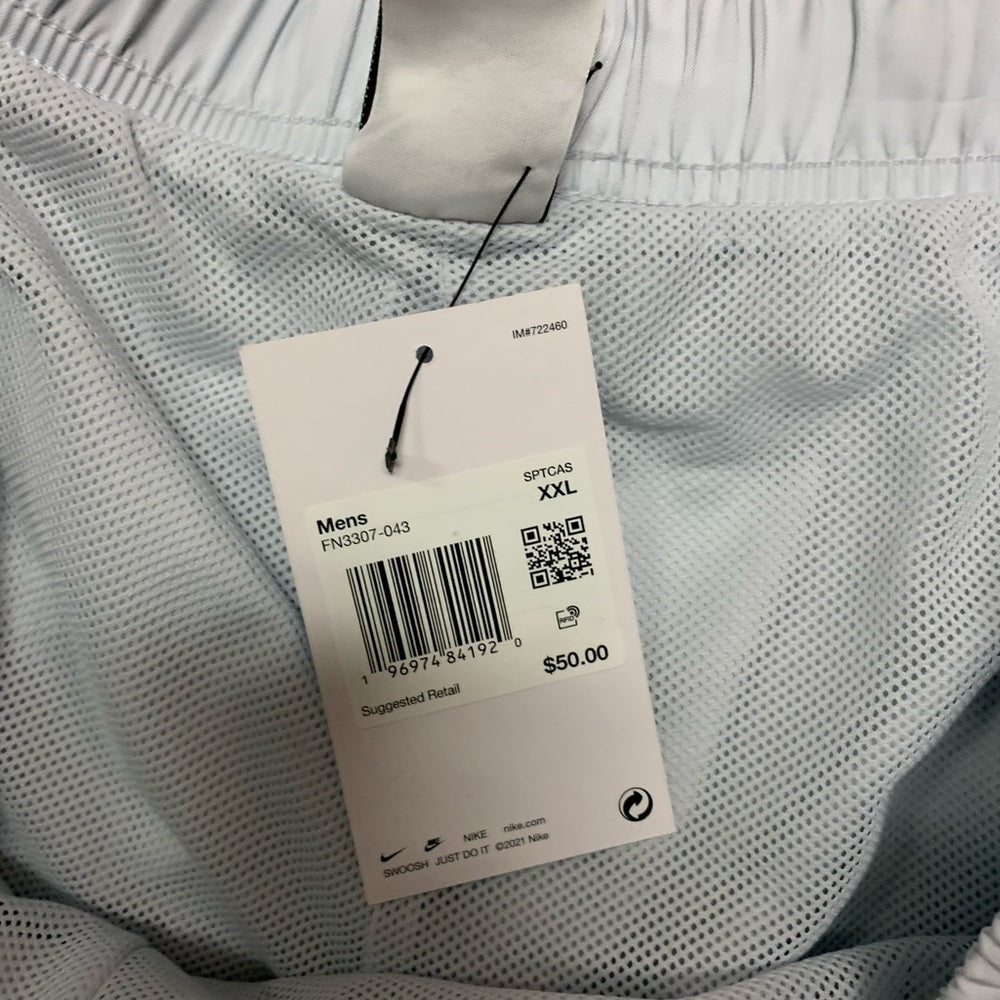 IM#722460
SPTCAS
XXL
Mens
FN3307-043
RFID
1 96974 84192 0
$50.00
Suggested Retail
NIKE nike.com
SWOOSH JUST DO IT ©2021 Nike